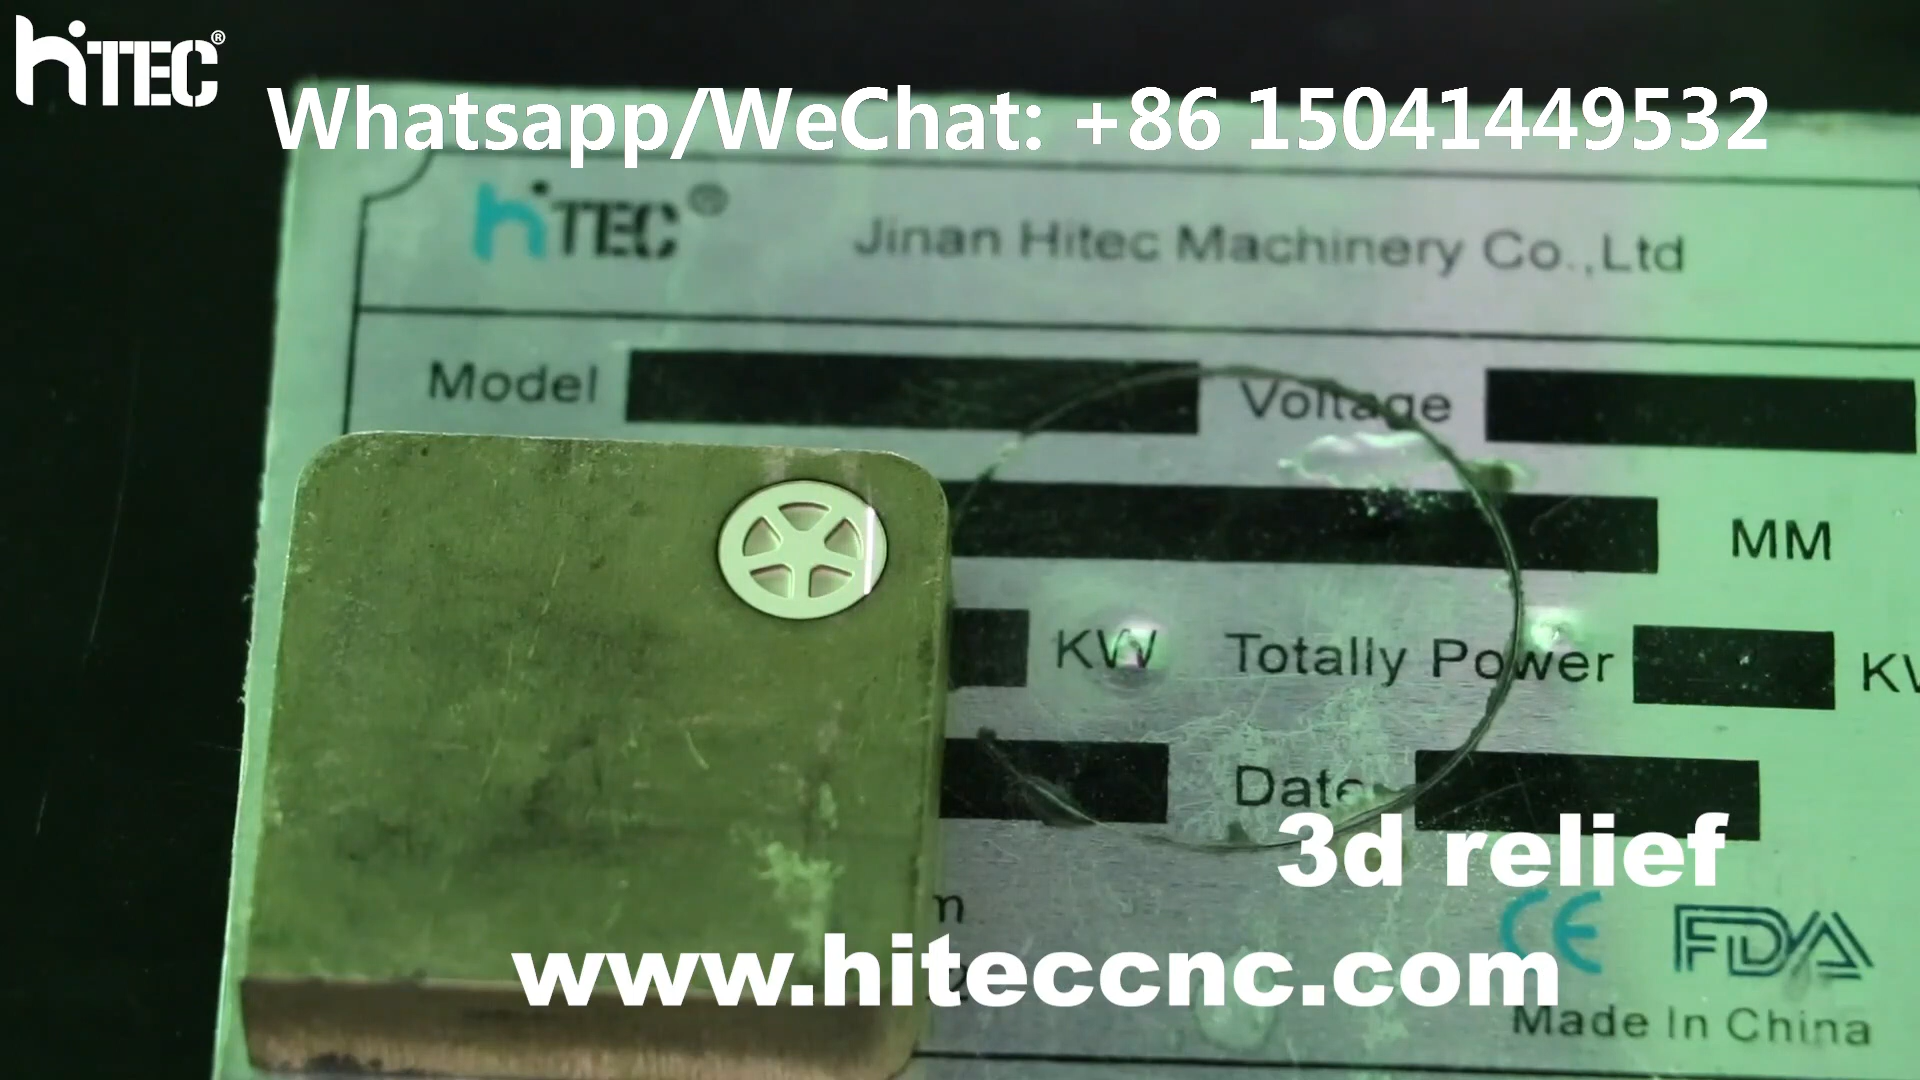 hiTEC®
Whatsapp/WeChat: +86 15041449532
hiTEC®
Jinan Hitec Machinery Co.,Ltd
Model
Voltage
MM
KW
Totally Power
KW
Date
3d relief
m
CE FDA
www.hiteccnc.com
2
Made In China